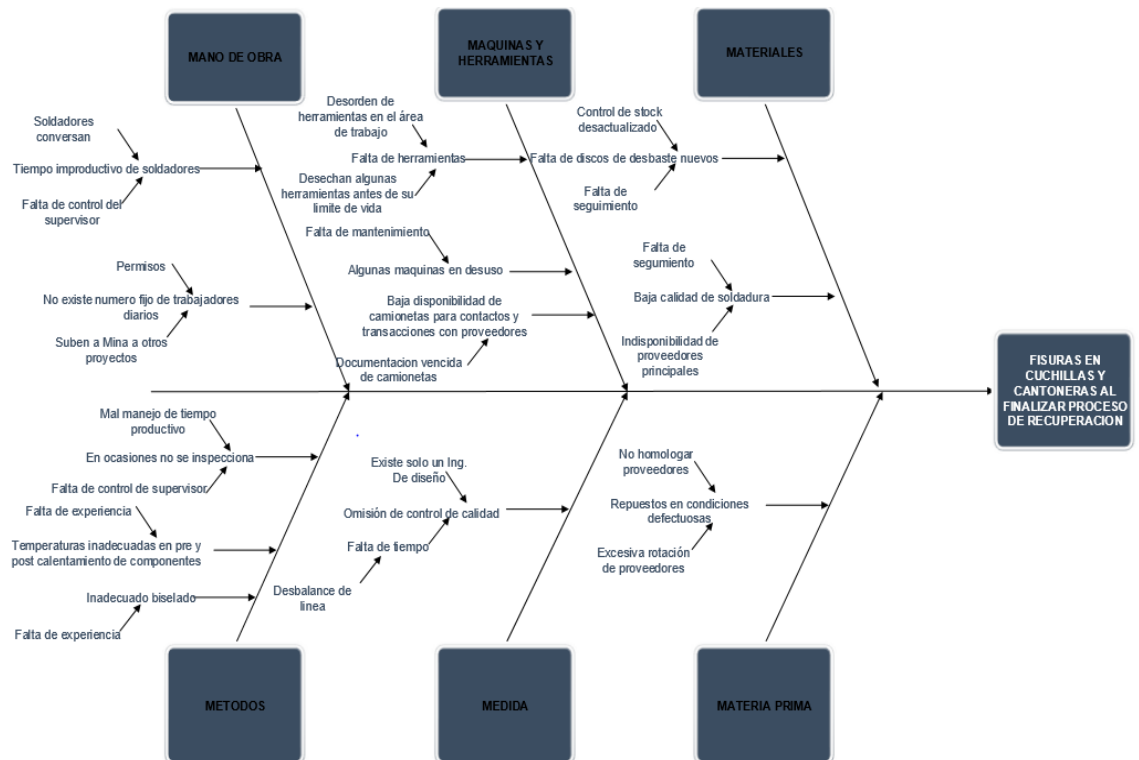 MANO DE OBRA
MAQUINAS Y
HERRAMIENTAS
MATERIALES
Soldadores
conversan
Tiempo improductivo de soldadores
Falta de control del
supervisor
Permisos
No existe numero fijo de trabajadores
diarios
Suben a Mina a otros
proyectos
Desorden de
herramientas en el área
de trabajo
Falta de herramientas
Desechan algunas
herramientas antes de su
limite de vida
Falta de mantenimiento
Algunas maquinas en desuso
Baja disponibilidad de
camionetas para contactos y
transacciones con proveedores
Documentacion vencida
de camionetas
Control de stock
desactualizado
Falta de discos de desbaste nuevos
Falta de
seguimiento
Falta de
segumiento
Baja calidad de soldadura
Indisponibilidad de
proveedores
principales
FISURAS EN
CUCHILLAS Y
CANTONERAS AL
FINALIZAR PROCESO
DE RECUPERACION
Mal manejo de tiempo
productivo
En ocasiones no se inspecciona
Falta de control de supervisor
Falta de experiencia
Temperaturas inadecuadas en pre y
post calentamiento de componentes
Inadecuado biselado
Falta de experiencia
Existe solo un Ing.
De diseño
Omisión de control de calidad
Falta de tiempo
Desbalance de
linea
No homologar
proveedores
Repuestos en condiciones
defectuosas
Excesiva rotación
de proveedores
METODOS
MEDIDA
MATERIA PRIMA